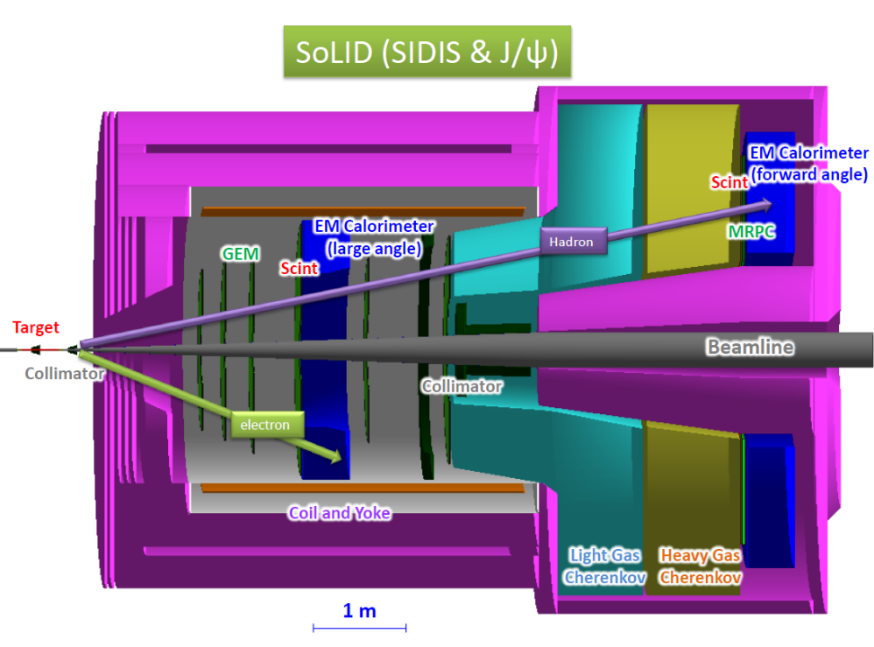 SoLID (SIDIS & J/ψ)
EM Calorimeter
(forward angle)
Scint
EM Calorimeter
(large angle)
MRPC
Hadron
GEM
Scint
Target
Beamline
Collimator
Collimator
electron
Coil and Yoke
Light Gas
Cherenkov
Heavy Gas
Cherenkov
1 m